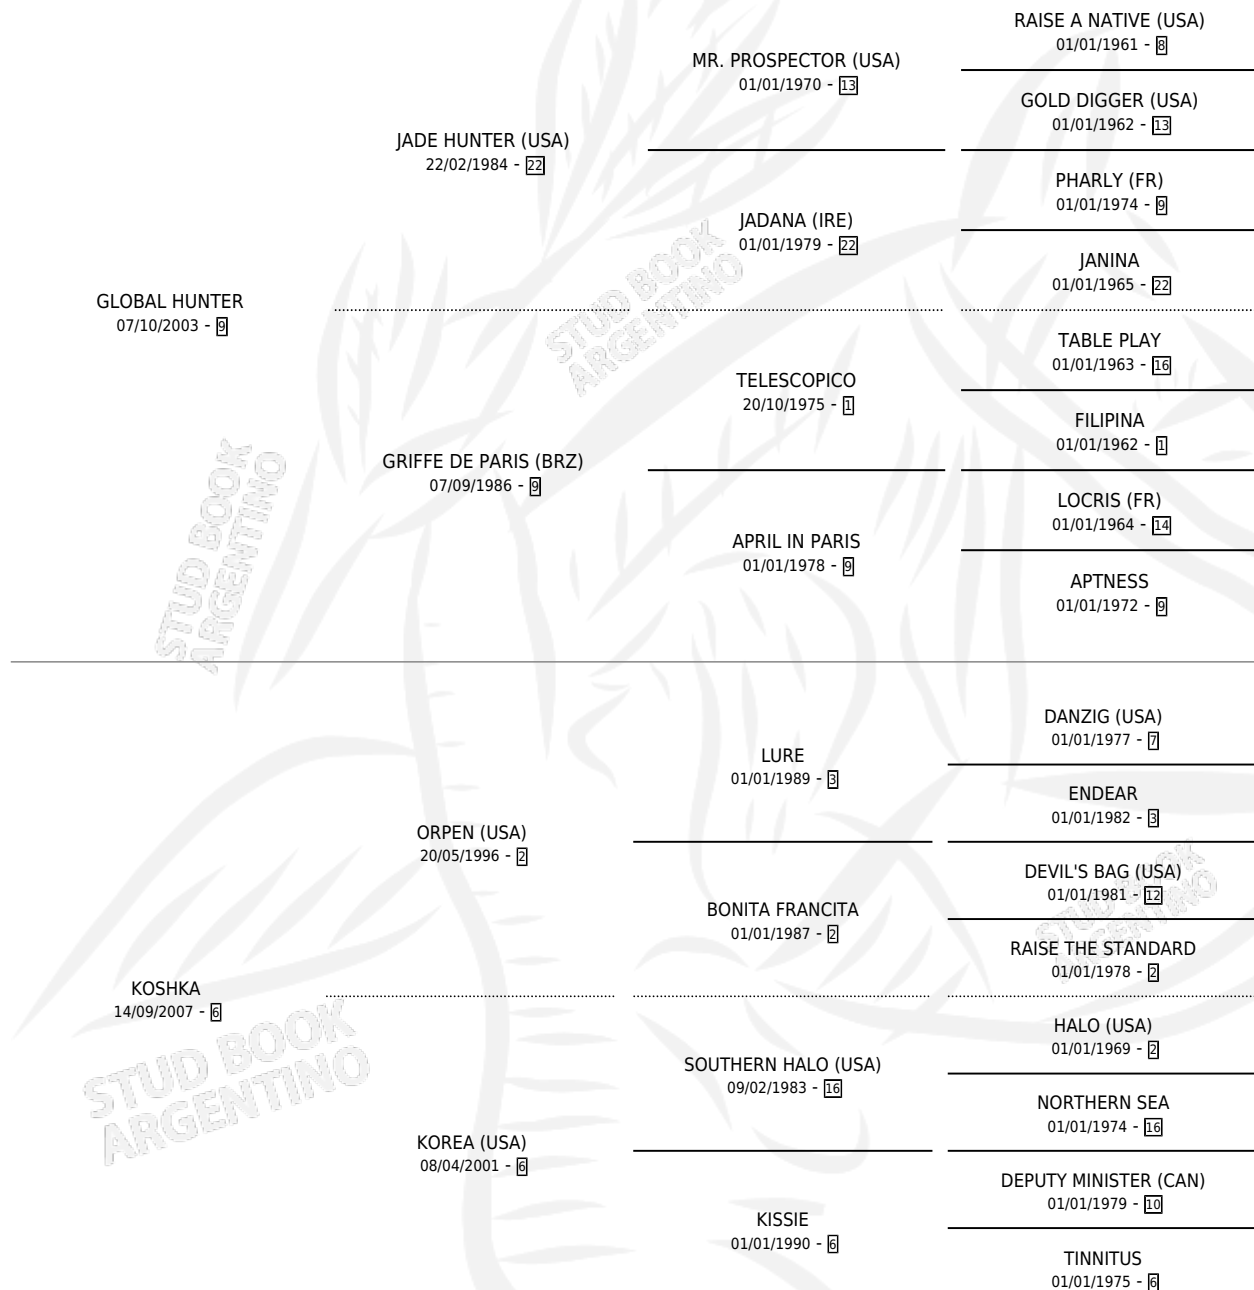 RAISE A NATIVE (USA)
01/01/1961 - 8
MR. PROSPECTOR (USA)
01/01/1970 - 13
GOLD DIGGER (USA)
01/01/1962 - 13
JADE HUNTER (USA)
22/02/1984 - 22
PHARLY (FR)
01/01/1974 - 9
JADANA (IRE)
01/01/1979 - 22
JANINA
01/01/1965 - 22
GLOBAL HUNTER
07/10/2003 - 9
TABLE PLAY
01/01/1963 - 16
TELESCOPICO
20/10/1975 - 1
FILIPINA
01/01/1962 - 1
GRIFFE DE PARIS (BRZ)
07/09/1986 - 9
LOCRIS (FR)
01/01/1964 - 14
APRIL IN PARIS
01/01/1978 - 9
APTNESS
01/01/1972 - 9
STUD BOOK
ARGENTINO
STUD BOOK
ARGENTINO
DANZIG (USA)
01/01/1977 - 7
LURE
01/01/1989 - 3
ENDEAR
01/01/1982 - 3
ORPEN (USA)
20/05/1996 - 2
DEVIL'S BAG (USA)
01/01/1981 - 12
BONITA FRANCITA
01/01/1987 - 2
RAISE THE STANDARD
01/01/1978 - 2
KOSHKA
14/09/2007 - 6
HALO (USA)
01/01/1969 - 2
SOUTHERN HALO (USA)
09/02/1983 - 16
NORTHERN SEA
01/01/1974 - 16
KOREA (USA)
08/04/2001 - 6
DEPUTY MINISTER (CAN)
01/01/1979 - 10
KISSIE
01/01/1990 - 6
TINNITUS
01/01/1975 - 6
STUD BOOK
ARGENTINO
STUD BOOK
ARGENTINO